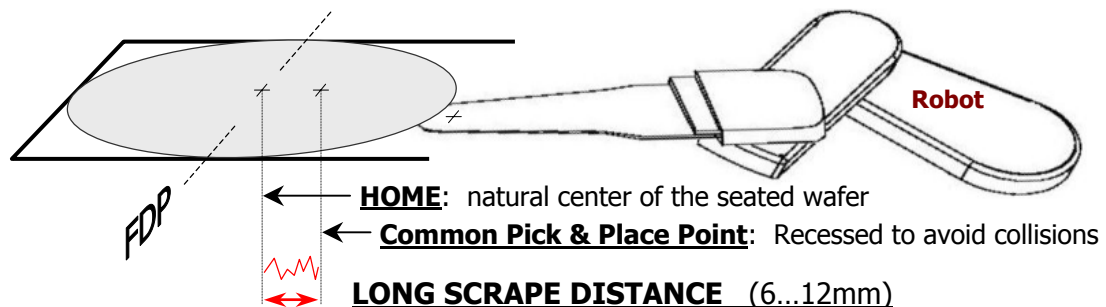 Robot
FDP
HOME: natural center of the seated wafer
Common Pick & Place Point: Recessed to avoid collisions
LONG SCRAPE DISTANCE (6...12mm)